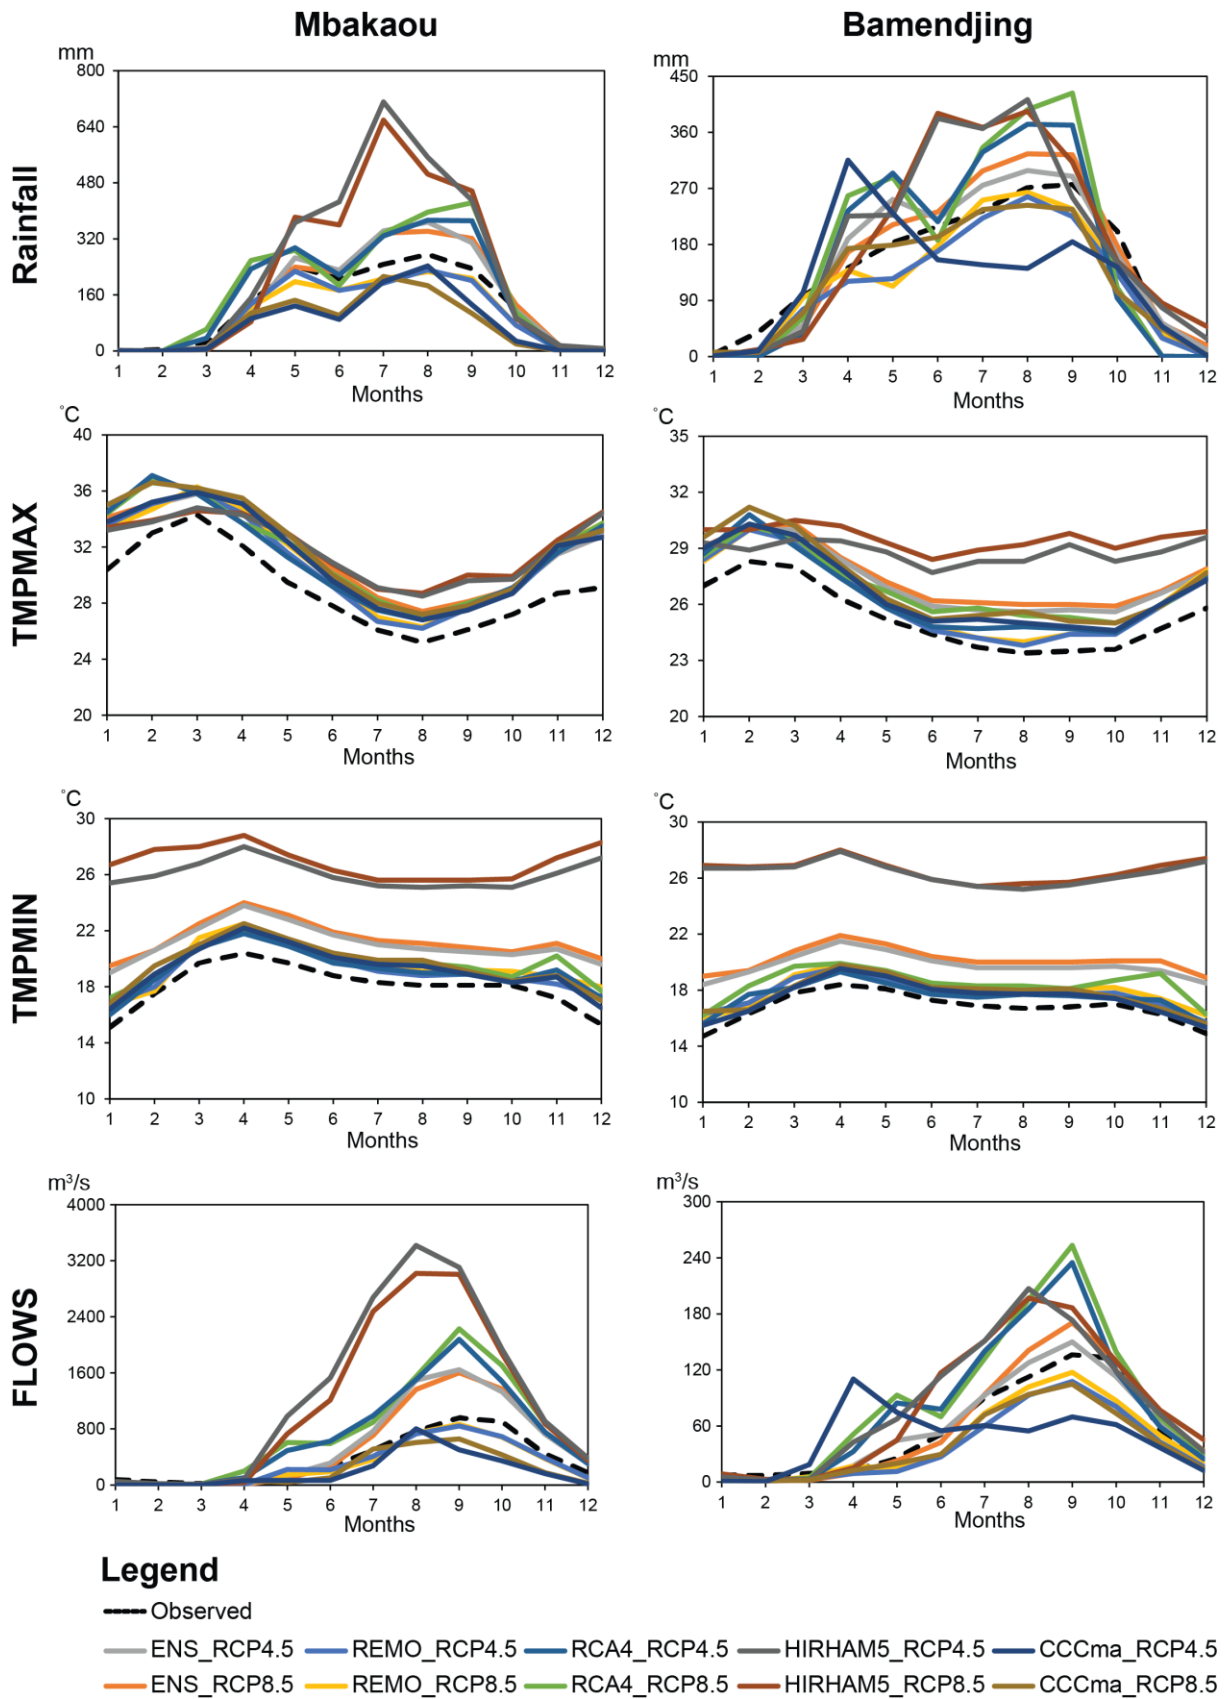 Mbakaou
Bamendjing
Rainfall
mm
800
640
480
320
160
0
1 2 3 4 5 6 7 8 9 10 11 12
Months
mm
450
360
270
180
90
0
1 2 3 4 5 6 7 8 9 10 11 12
Months
TMPMAX
°C
40
36
32
28
24
20
1 2 3 4 5 6 7 8 9 10 11 12
Months
°C
35
32
29
26
23
20
1 2 3 4 5 6 7 8 9 10 11 12
Months
TMPMIN
°C
30
26
22
18
14
10
1 2 3 4 5 6 7 8 9 10 11 12
Months
°C
30
26
22
18
14
10
1 2 3 4 5 6 7 8 9 10 11 12
Months
FLOWS
m³/s
4000
3200
2400
1600
800
0
1 2 3 4 5 6 7 8 9 10 11 12
Months
m³/s
300
240
180
120
60
0
1 2 3 4 5 6 7 8 9 10 11 12
Months
Legend
Observed
ENS_RCP4.5 REMO_RCP4.5 RCA4_RCP4.5 HIRHAM5_RCP4.5 CCCma_RCP4.5
ENS_RCP8.5 REMO_RCP8.5 RCA4_RCP8.5 HIRHAM5_RCP8.5 CCCma_RCP8.5